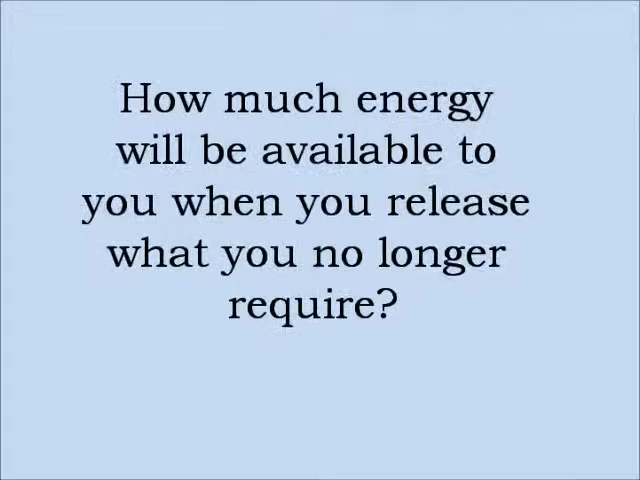 How much energy
will be available to
you when you release
what you no longer
require?